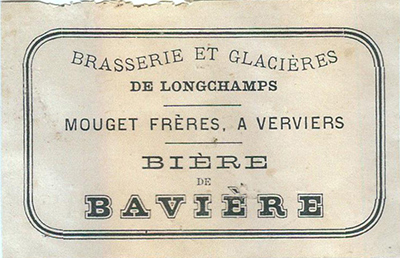 BRASSERIE ET GLACIÈRES
DE LONGCHAMPS
MOUGET FRÈRES, A VERVIERS
BIÈRE
DE
BAVIÈRE